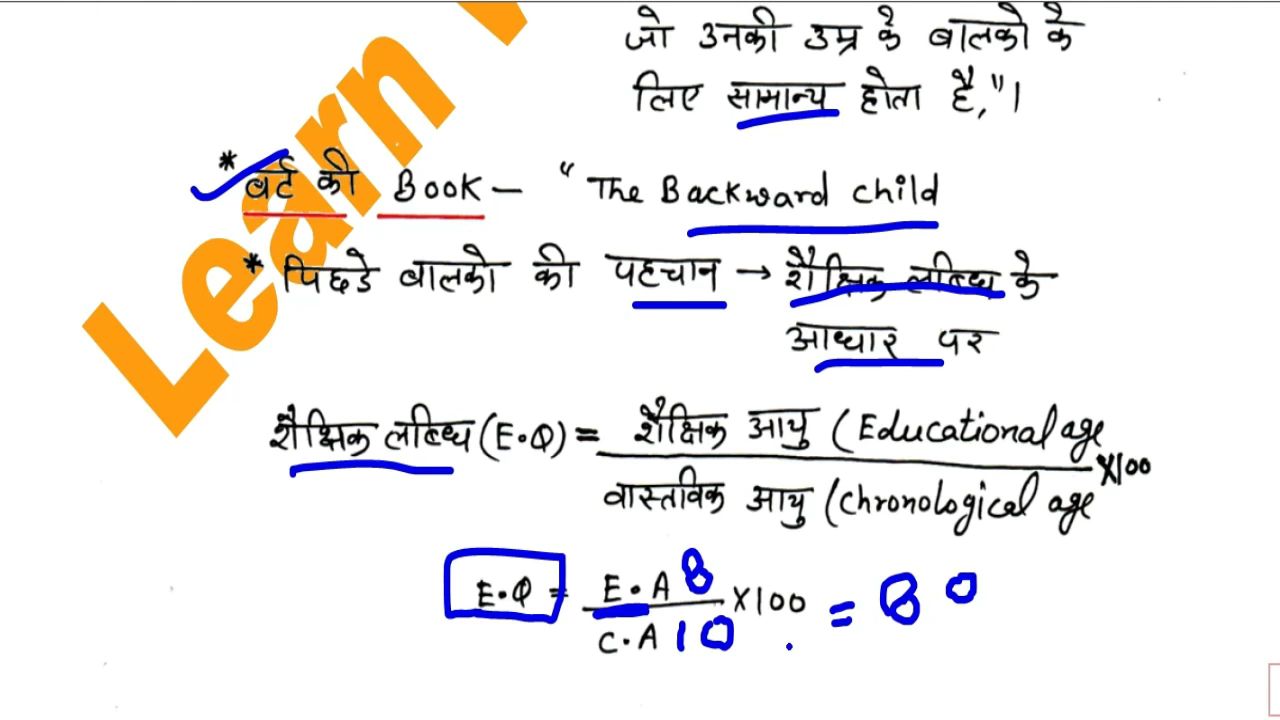 जो उनकी उम्र के बालको के
लिए सामान्य होता है,"।
* बर्ट की Book - "The Backward child
* पिछडे बालको की पहचान → शैक्षिक लब्धि के
आधार पर
शैक्षिक लब्धि (E.Q) = शैक्षिक आयु (Educational age
वास्तविक आयु (Chronological age ×100
E.Q = E.A 8
C.A 10 ×100 = 80
Learn